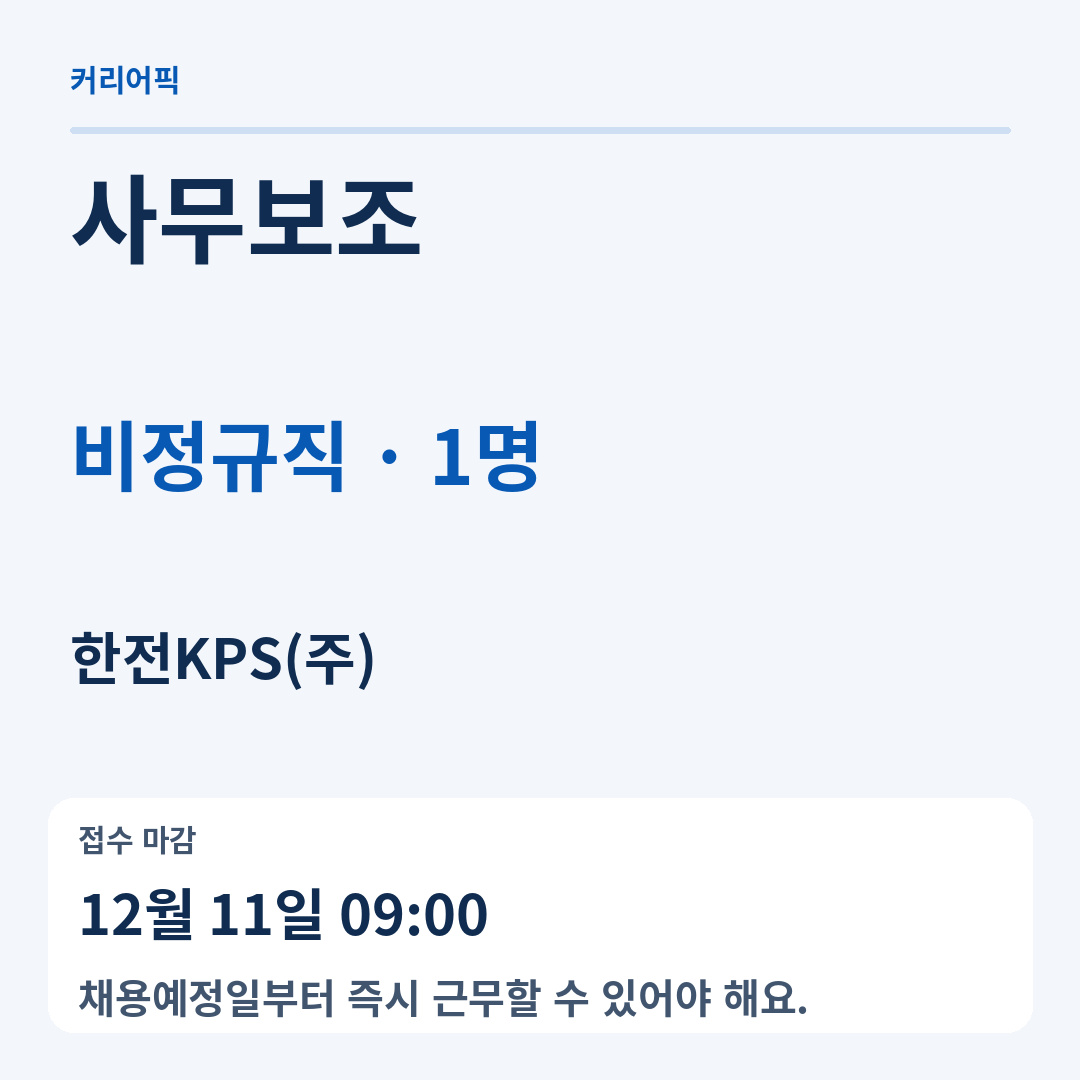 커리어픽
사무보조
비정규직 · 1명
한전KPS(주)
접수 마감
12월 11일 09:00
채용예정일부터 즉시 근무할 수 있어야 해요.